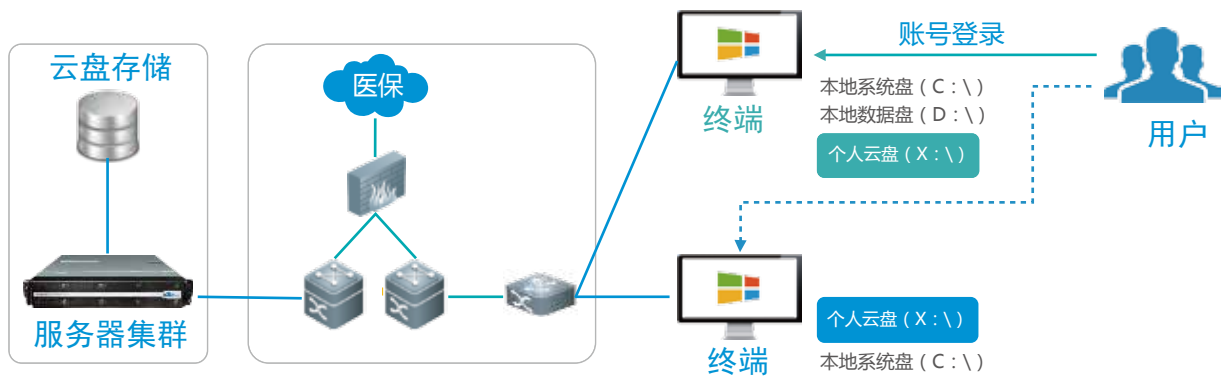 云盘存储
服务器集群
医保
终端
账号登录
本地系统盘（C：\）
本地数据盘（D：\）
个人云盘（X：\）
用户
终端
个人云盘（X：\）
本地系统盘（C：\）